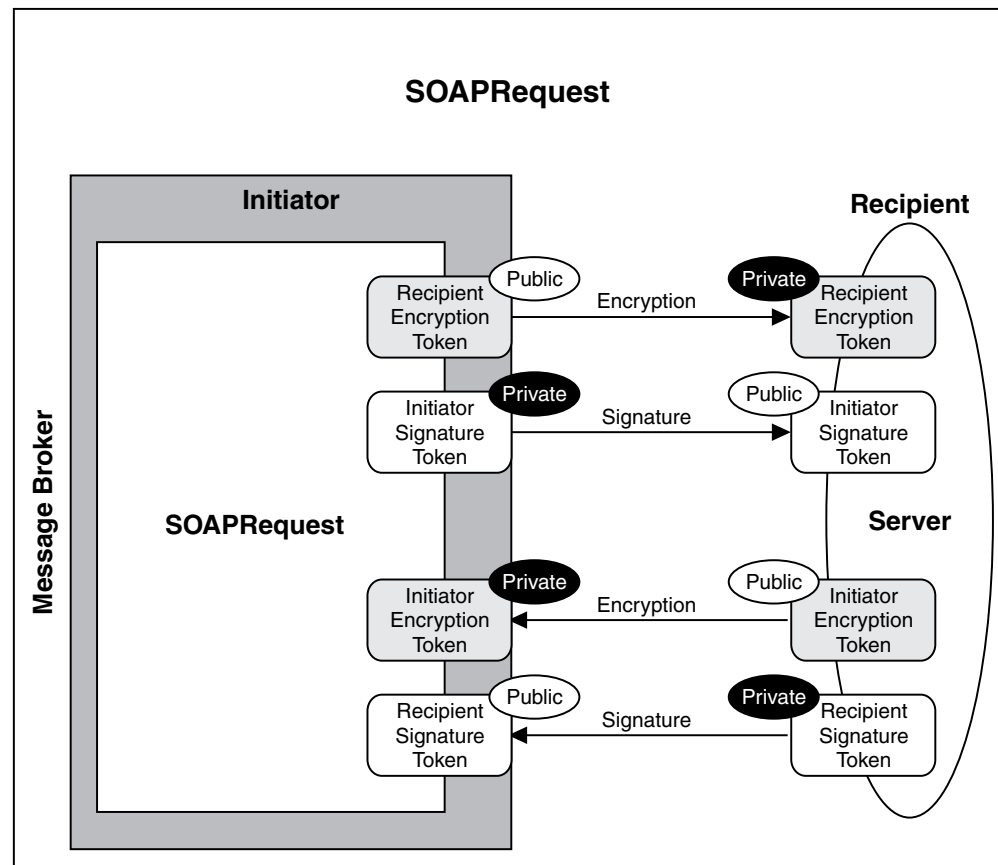 SOAPRequest
Initiator
Recipient
Public
Private
Recipient
Encryption
Token
Encryption
Recipient
Encryption
Token
Private
Public
Initiator
Signature
Token
Signature
Initiator
Signature
Token
Message Broker
SOAPRequest
Server
Private
Public
Initiator
Encryption
Token
Encryption
Initiator
Encryption
Token
Public
Private
Recipient
Signature
Token
Signature
Recipient
Signature
Token